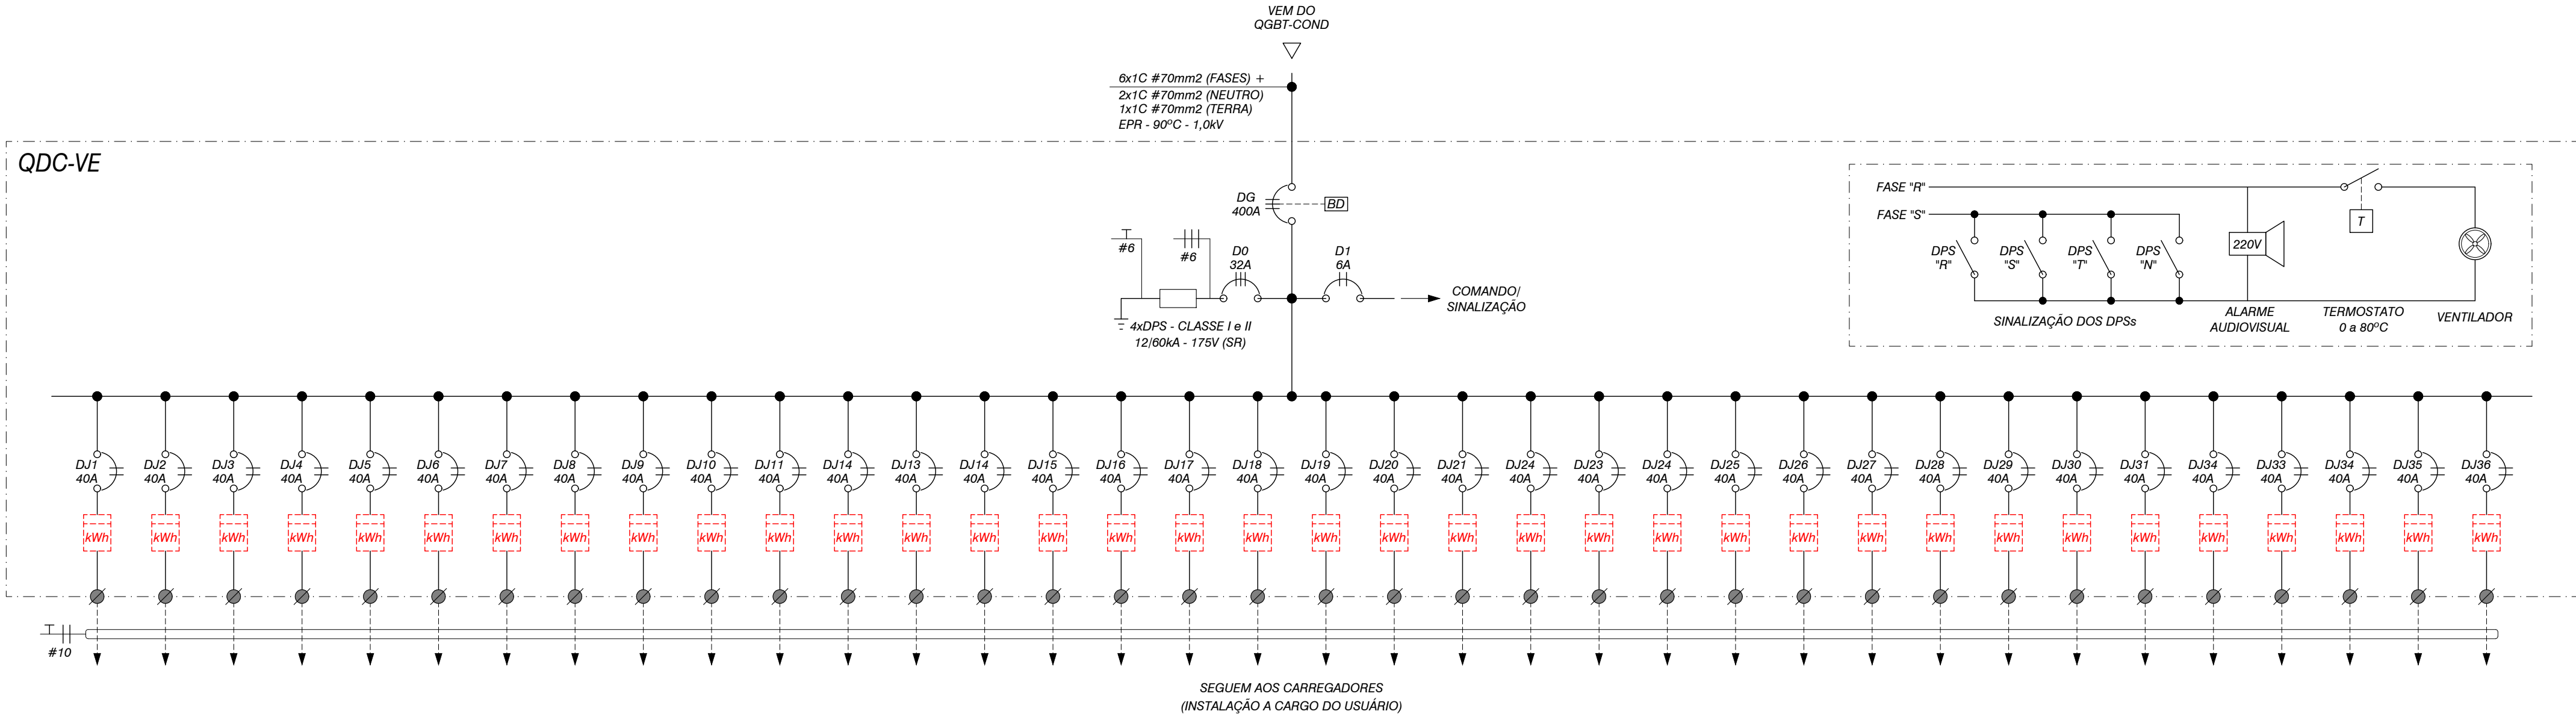 VEM DO
QGBT-COND
6x1C #70mm2 (FASES) +
2x1C #70mm2 (NEUTRO)
1x1C #70mm2 (TERRA)
EPR - 90ºC - 1,0kV
QDC-VE
DG
400A
BD
#6
#6
D0
32A
D1
6A
COMANDO/
SINALIZAÇÃO
4xDPS - CLASSE I e II
12/60kA - 175V (SR)
FASE "R"
FASE "S"
DPS
"R"
DPS
"S"
DPS
"T"
DPS
"N"
220V
T
SINALIZAÇÃO DOS DPSs
ALARME
AUDIOVISUAL
TERMOSTATO
0 a 80ºC
VENTILADOR
DJ1 DJ2 DJ3 DJ4 DJ5 DJ6 DJ7 DJ8 DJ9 DJ10 DJ11 DJ14 DJ13 DJ14 DJ15 DJ16 DJ17 DJ18 DJ19 DJ20 DJ21 DJ24 DJ23 DJ24 DJ25 DJ26 DJ27 DJ28 DJ29 DJ30 DJ31 DJ34 DJ33 DJ34 DJ35 DJ36
40A 40A 40A 40A 40A 40A 40A 40A 40A 40A 40A 40A 40A 40A 40A 40A 40A 40A 40A 40A 40A 40A 40A 40A 40A 40A 40A 40A 40A 40A 40A 40A 40A 40A 40A 40A
kWh kWh kWh kWh kWh kWh kWh kWh kWh kWh kWh kWh kWh kWh kWh kWh kWh kWh kWh kWh kWh kWh kWh kWh kWh kWh kWh kWh kWh kWh kWh kWh kWh kWh kWh kWh
#10
SEGUEM AOS CARREGADORES
(INSTALAÇÃO A CARGO DO USUÁRIO)